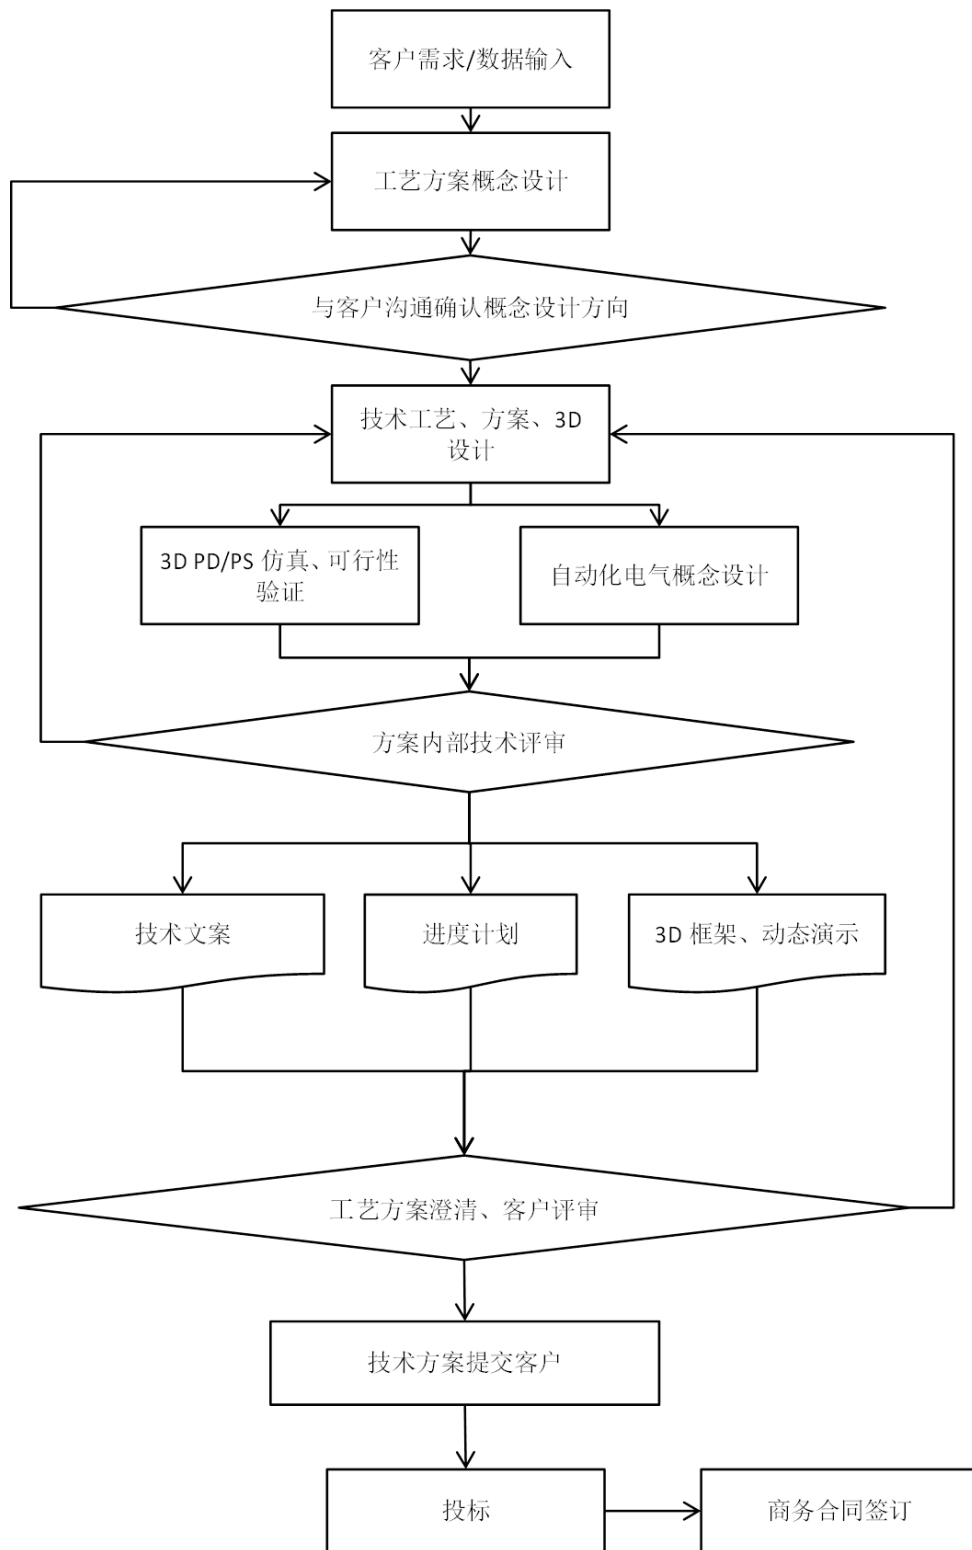 客户需求/数据输入
工艺方案概念设计
与客户沟通确认概念设计方向
技术工艺、方案、3D
设计
3D PD/PS 仿真、可行性
验证
自动化电气概念设计
方案内部技术评审
技术文案
进度计划
3D 框架、动态演示
工艺方案澄清、客户评审
技术方案提交客户
投标
商务合同签订